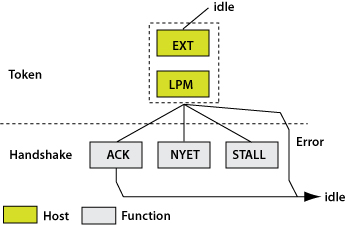 idle
EXT
Token
LPM
Error
Handshake
ACK
NYET
STALL
idle
Host
Function